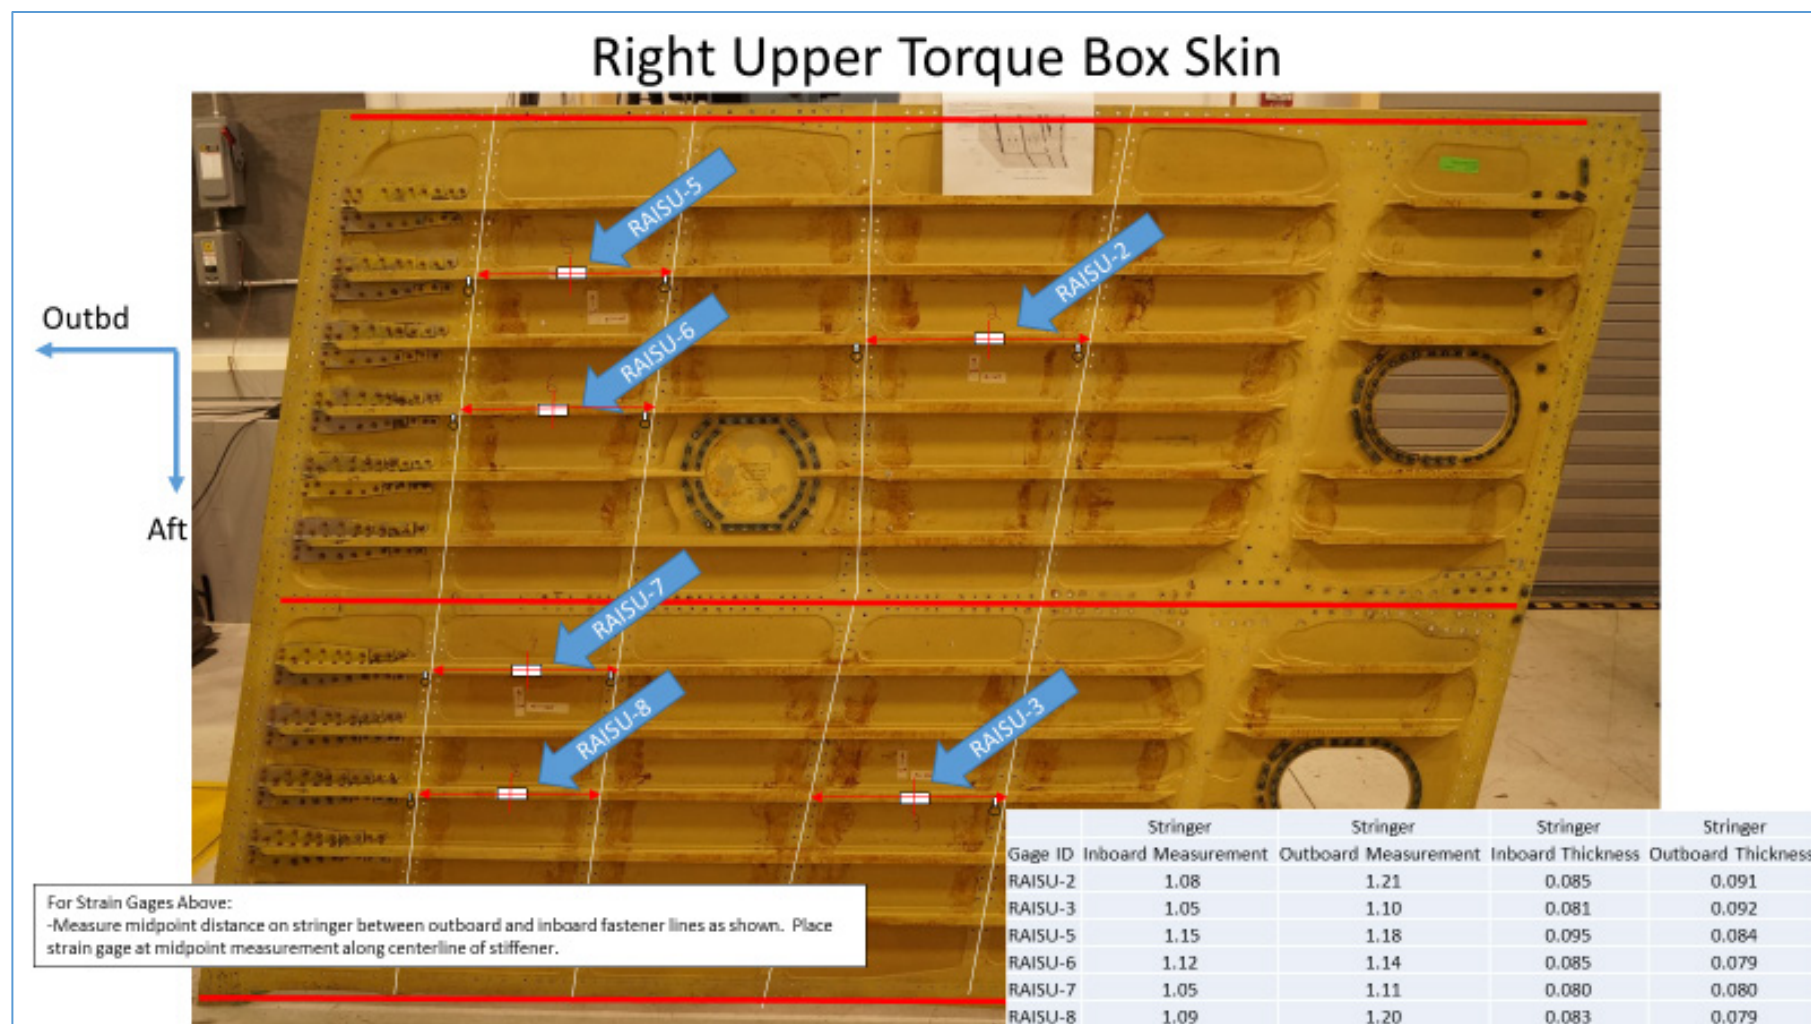 Right Upper Torque Box Skin
RAISU-5
RAISU-2
Outbd
RAISU-6
Aft
RAISU-7
RAISU-8
RAISU-3
For Strain Gages Above:
-Measure midpoint distance on stringer between outboard and inboard fastener lines as shown. Place
strain gage at midpoint measurement along centerline of stiffener.
Stringer Stringer Stringer Stringer
Gage ID Inboard Measurement Outboard Measurement Inboard Thickness Outboard Thickness
RAISU-2 1.08 1.21 0.085 0.091
RAISU-3 1.05 1.10 0.081 0.092
RAISU-5 1.15 1.18 0.095 0.084
RAISU-6 1.12 1.14 0.085 0.079
RAISU-7 1.05 1.11 0.080 0.080
RAISU-8 1.09 1.20 0.083 0.079